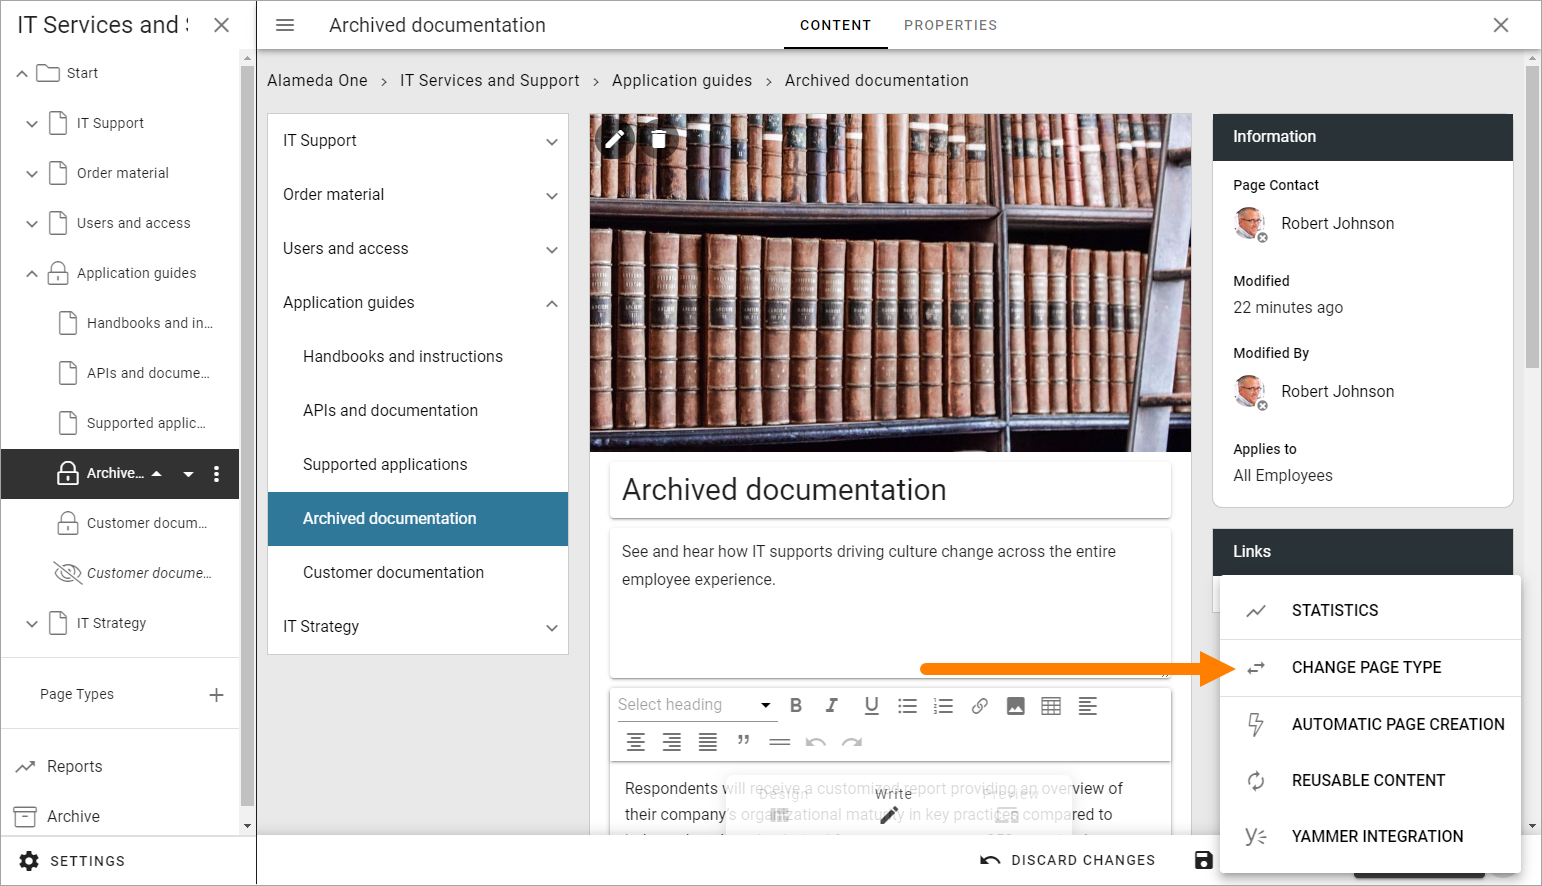 IT Services and
Start
IT Support
Order material
Users and access
Application guides
Handbooks and in...
APIs and docume...
Supported applic...
Archive...
Customer docum...
Customer docume...
IT Strategy
Page Types
Reports
Archive
SETTINGS
Archived documentation
CONTENT
PROPERTIES
Alameda One > IT Services and Support > Application guides > Archived documentation
IT Support
Order material
Users and access
Application guides
Handbooks and instructions
APIs and documentation
Supported applications
Archived documentation
Customer documentation
IT Strategy
Archived documentation
See and hear how IT supports driving culture change across the entire
employee experience.
Select heading
Respondents will receive a customized report providing an overview of
their company's organizational maturity in key practices compared to
Design
Write
Preview
DISCARD CHANGES
Information
Page Contact
Robert Johnson
Modified
22 minutes ago
Modified By
Robert Johnson
Applies to
All Employees
Links
STATISTICS
CHANGE PAGE TYPE
AUTOMATIC PAGE CREATION
REUSABLE CONTENT
YAMMER INTEGRATION